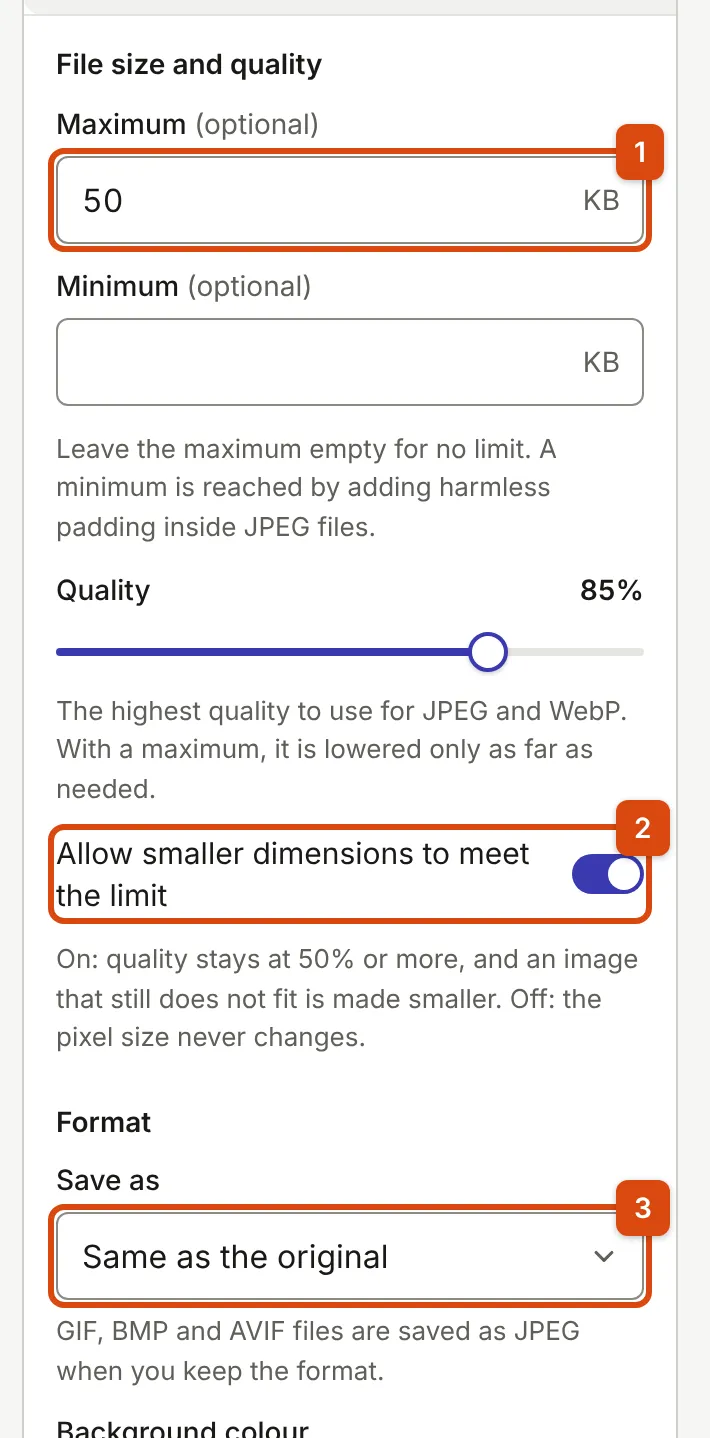 File size and quality
Maximum (optional)
1
50 KB
Minimum (optional)
KB
Leave the maximum empty for no limit. A
minimum is reached by adding harmless
padding inside JPEG files.
Quality 85%
The highest quality to use for JPEG and WebP.
With a maximum, it is lowered only as far as
needed.
2
Allow smaller dimensions to meet
the limit
On: quality stays at 50% or more, and an image
that still does not fit is made smaller. Off: the
pixel size never changes.
Format
Save as
3
Same as the original
GIF, BMP and AVIF files are saved as JPEG
when you keep the format.
Background colour